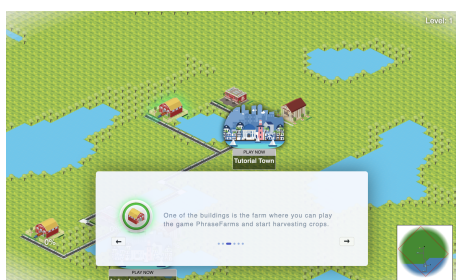 Level: 1
PLAY NOW
Tutorial Town
One of the buildings is the farm where you can play
the game PhraseFarms and start harvesting crops.
0%
PLAY NOW